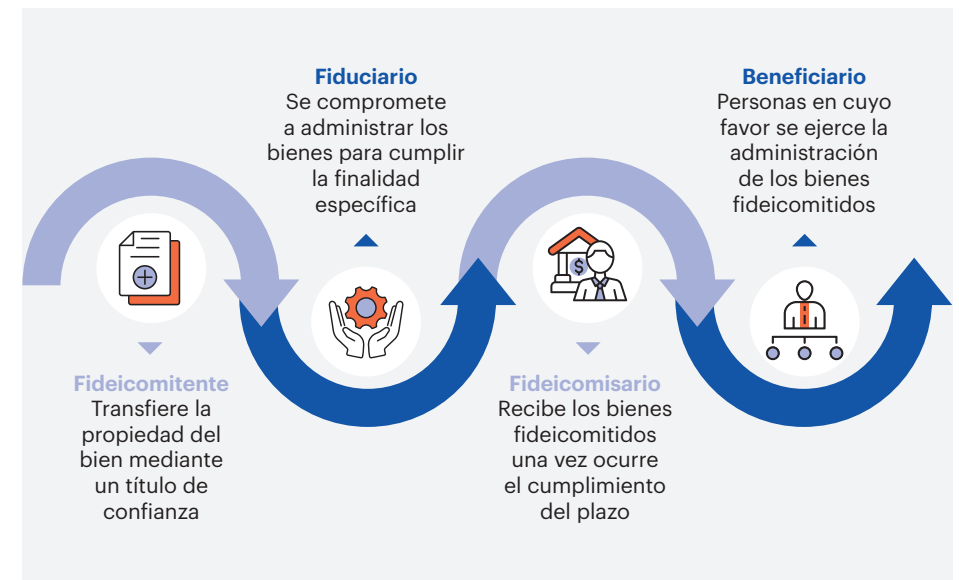 Fideicomitente
Transfiere la
propiedad del
bien mediante
un título de
confianza
Fiduciario
Se compromete
a administrar los
bienes para cumplir
la finalidad
específica
Fideicomisario
Recibe los bienes
fideicomitidos
una vez ocurre
el cumplimiento
del plazo
$
Beneficiario
Personas en cuyo
favor se ejerce la
administración
de los bienes
fideicomitidos